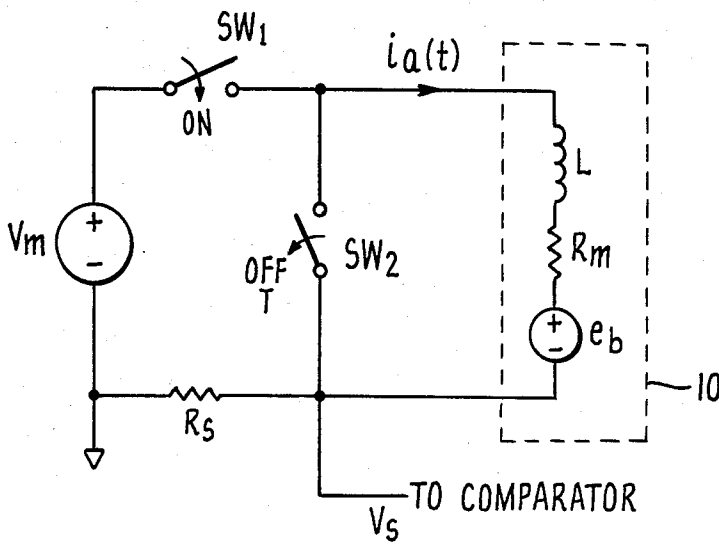 SW1
ia(t)
ON
L
Vm
+
-
OFF
T
SW2
Rm
+
-
eb
10
RS
TO COMPARATOR
VS